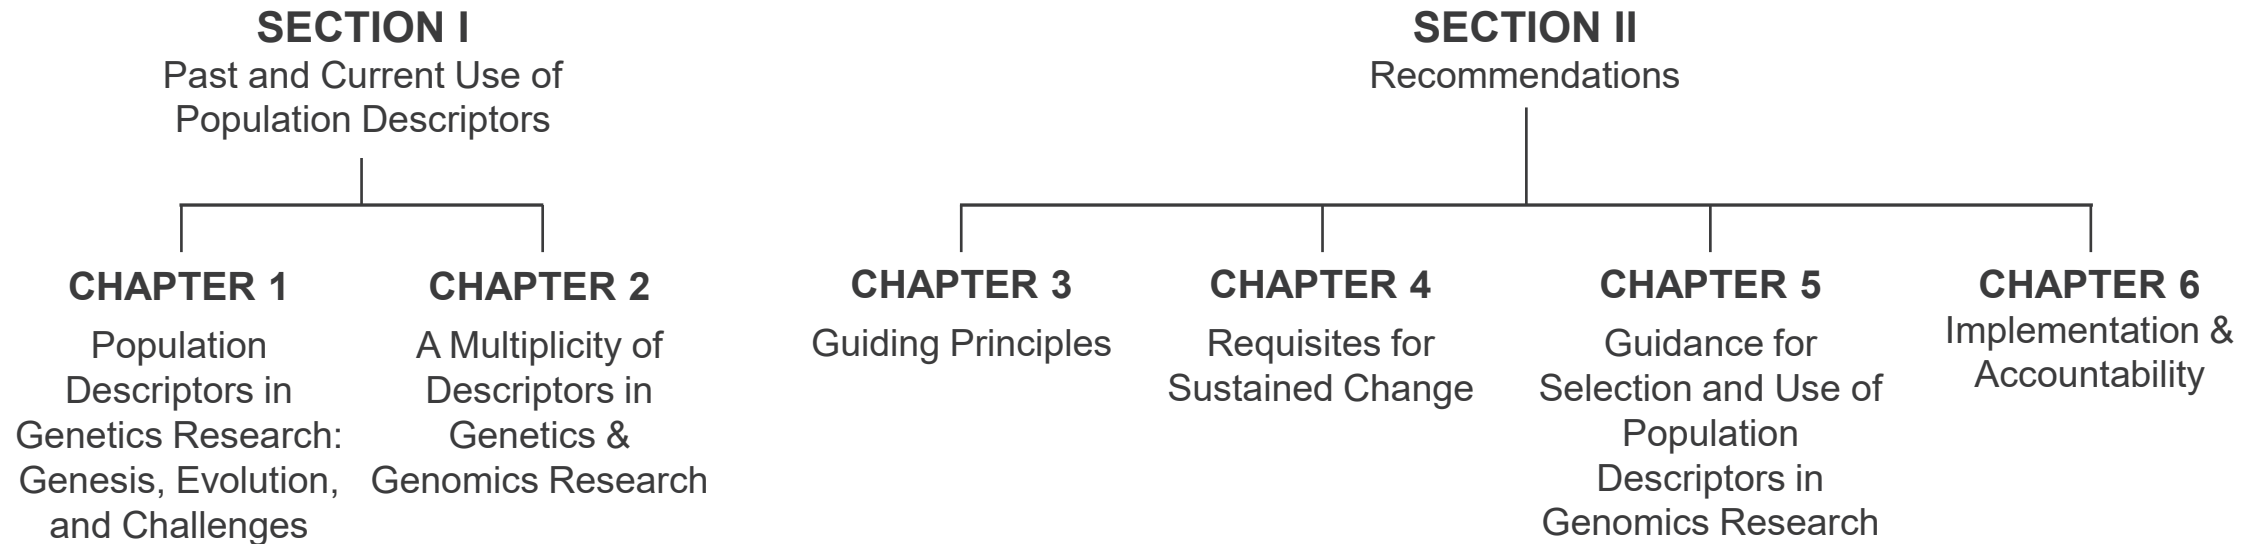 SECTION I
Past and Current Use of
Population Descriptors
CHAPTER 1
Population
Descriptors in
Genetics Research:
Genesis, Evolution,
and Challenges
CHAPTER 2
A Multiplicity of
Descriptors in
Genetics &
Genomics Research
SECTION II
Recommendations
CHAPTER 3
Guiding Principles
CHAPTER 4
Requisites for
Sustained Change
CHAPTER 5
Guidance for
Selection and Use of
Population
Descriptors in
Genomics Research
CHAPTER 6
Implementation &
Accountability